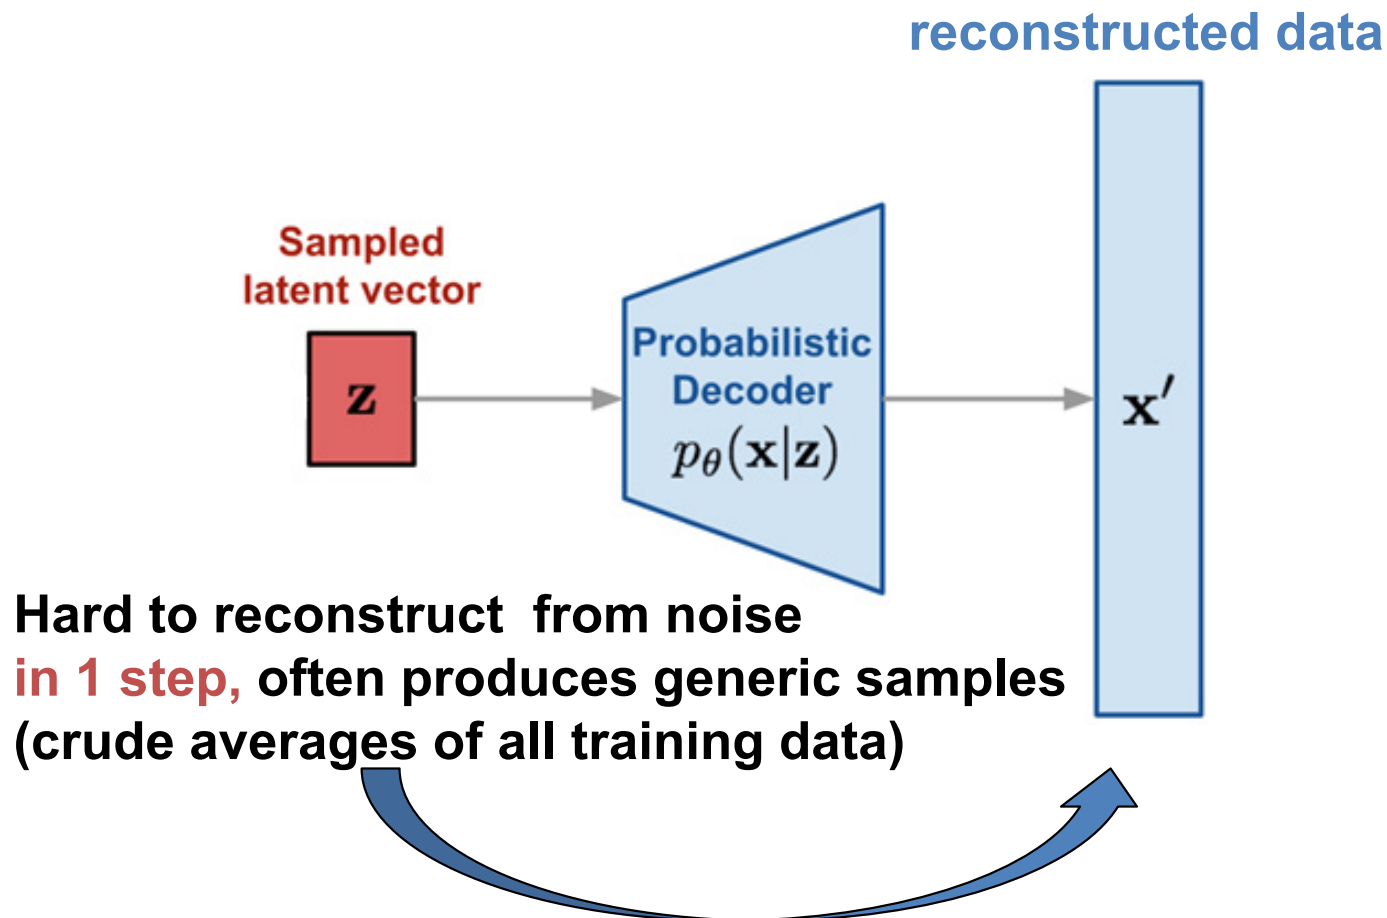 reconstructed data
Sampled
latent vector
z
Probabilistic
Decoder
pθ(x|z)
x′
Hard to reconstruct from noise
in 1 step, often produces generic samples
(crude averages of all training data)